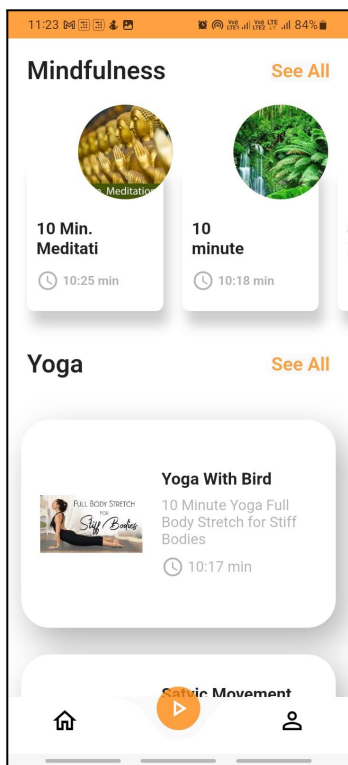 11:23 84%
Mindfulness See All
Meditation
10 Min.
Meditati
10:25 min
10
minute
10:18 min
Yoga See All
FULL BODY STRETCH
FOR
Stiff Bodies
Yoga With Bird
10 Minute Yoga Full
Body Stretch for Stiff
Bodies
10:17 min
Satvic Movement